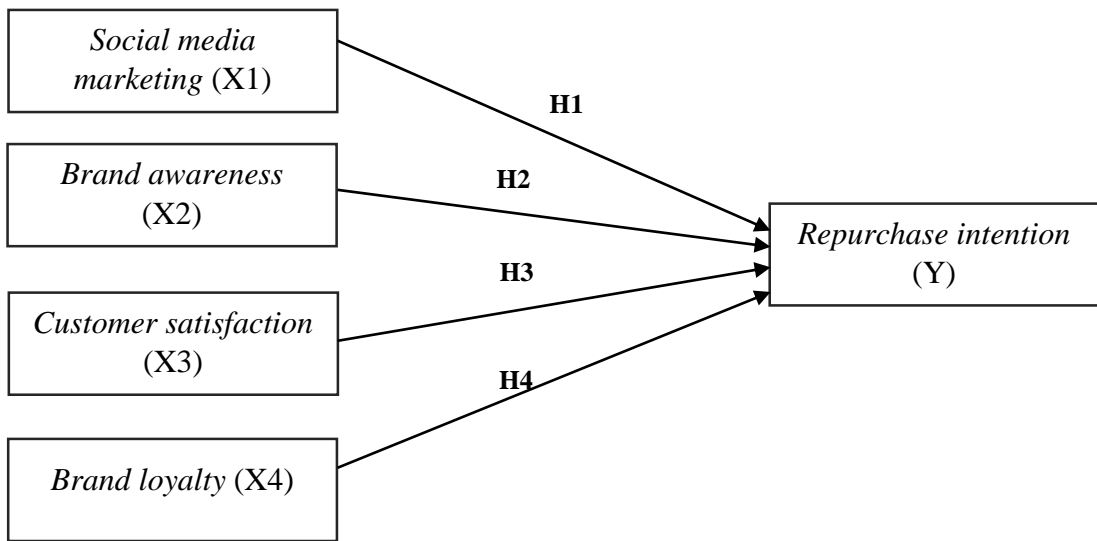 Social media
marketing (X1)
H1
Brand awareness
(X2)
H2
Repurchase intention
(Y)
Customer satisfaction
(X3)
H3
H4
Brand loyalty (X4)